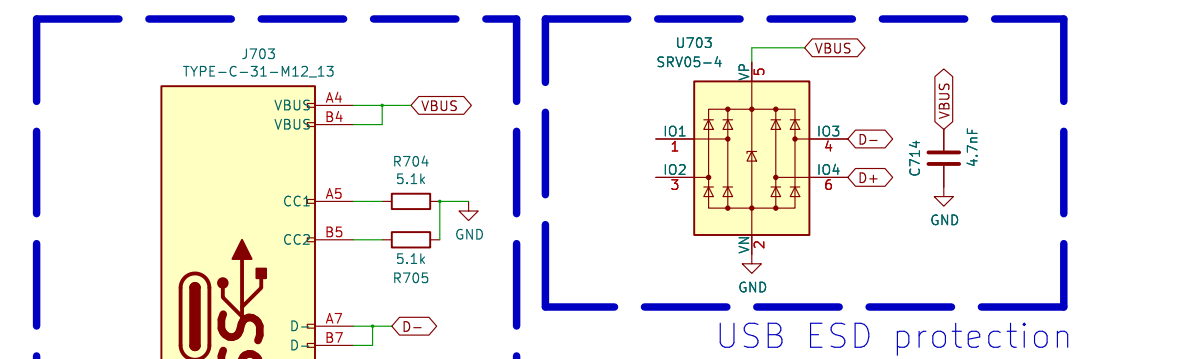 J703
TYPE-C-31-M12_13
VBUS A4 VBUS
VBUS B4
R704
5.1k
CC1 A5
GND
CC2 B5
5.1k
R705
D- A7 D-
D- B7
U703
SRV05-4
VBUS
VP 5
IO1 1
IO2 3
IO3 4 D-
IO4 6 D+
VN 2
GND
VBUS
C714 4.7nF
GND
USB ESD protection